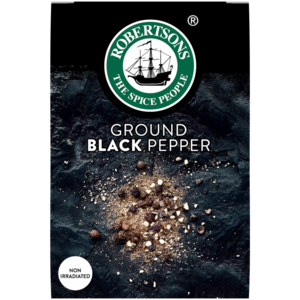 ®
ROBERTSONS
THE SPICE PEOPLE
GROUND
BLACK PEPPER
NON
IRRADIATED